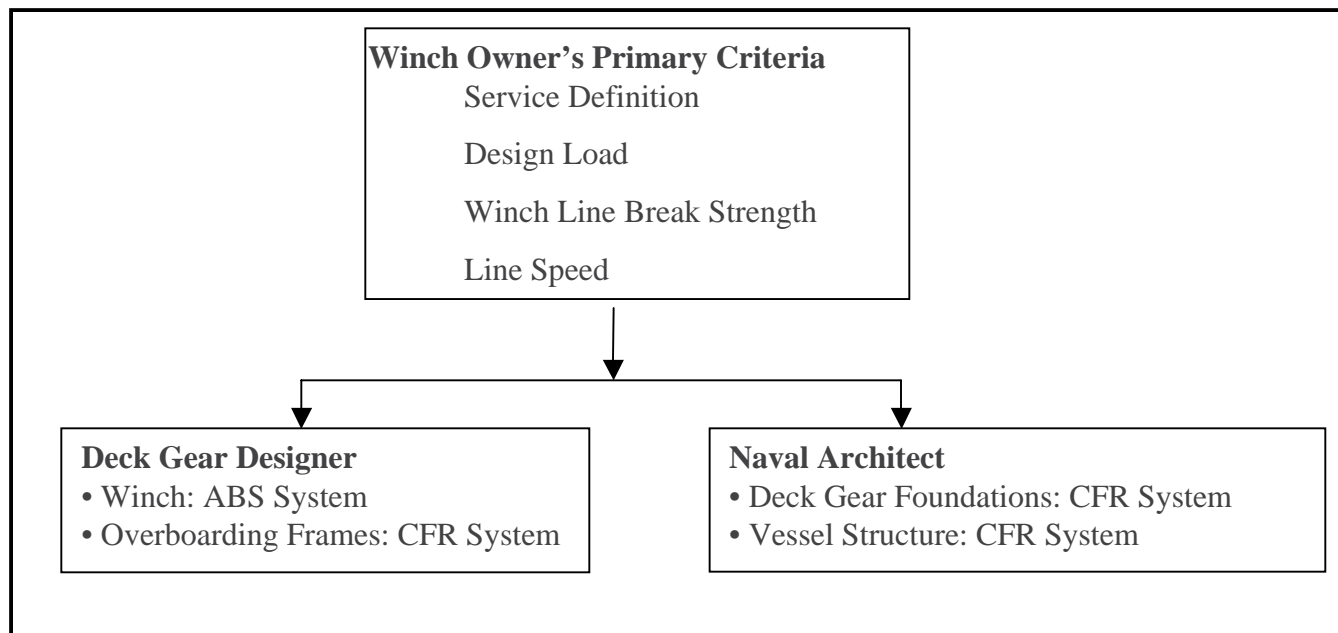 Winch Owner’s Primary Criteria
Service Definition
Design Load
Winch Line Break Strength
Line Speed
Deck Gear Designer
• Winch: ABS System
• Overboarding Frames: CFR System
Naval Architect
• Deck Gear Foundations: CFR System
• Vessel Structure: CFR System